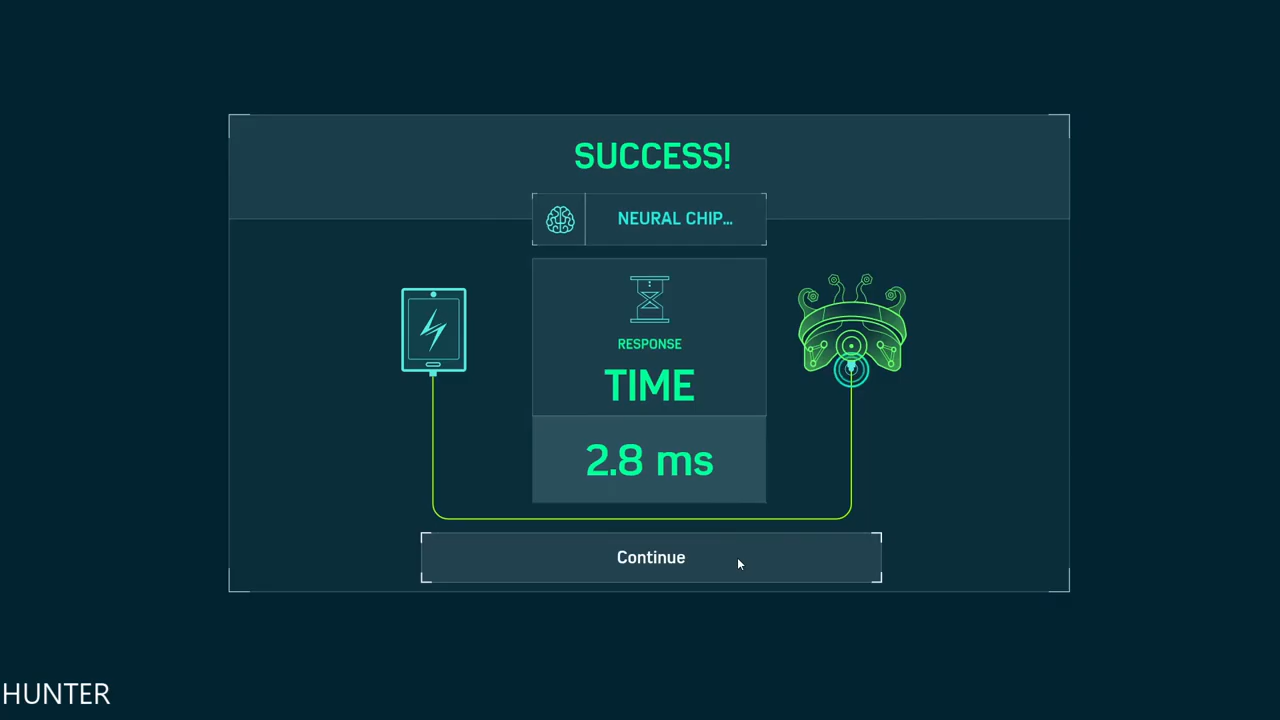 SUCCESS!
NEURAL CHIP...
RESPONSE
TIME
2.8 ms
Continue
HUNTER